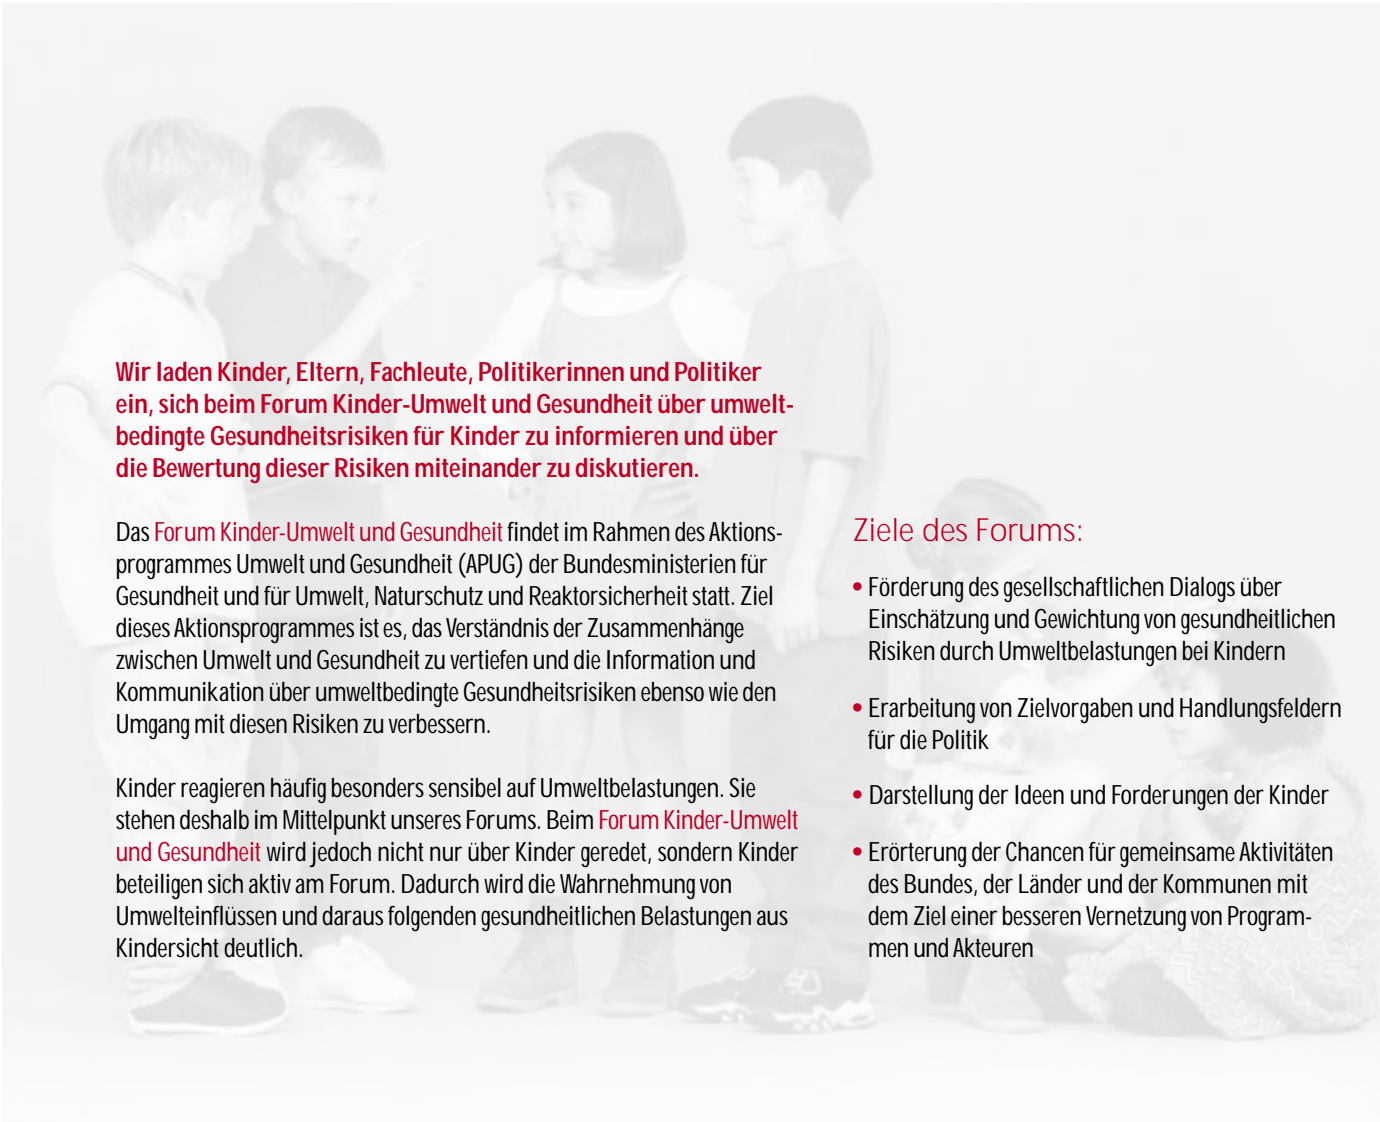 Wir laden Kinder, Eltern, Fachleute, Politikerinnen und Politiker
ein, sich beim Forum Kinder-Umwelt und Gesundheit über umwelt-
bedingte Gesundheitsrisiken für Kinder zu informieren und über
die Bewertung dieser Risiken miteinander zu diskutieren.
Das Forum Kinder-Umwelt und Gesundheit findet im Rahmen des Aktions-
programmes Umwelt und Gesundheit (APUG) der Bundesministerien für
Gesundheit und für Umwelt, Naturschutz und Reaktorsicherheit statt. Ziel
dieses Aktionsprogrammes ist es, das Verständnis der Zusammenhänge
zwischen Umwelt und Gesundheit zu vertiefen und die Information und
Kommunikation über umweltbedingte Gesundheitsrisiken ebenso wie den
Umgang mit diesen Risiken zu verbessern.
Kinder reagieren häufig besonders sensibel auf Umweltbelastungen. Sie
stehen deshalb im Mittelpunkt unseres Forums. Beim Forum Kinder-Umwelt
und Gesundheit wird jedoch nicht nur über Kinder geredet, sondern Kinder
beteiligen sich aktiv am Forum. Dadurch wird die Wahrnehmung von
Umwelteinflüssen und daraus folgenden gesundheitlichen Belastungen aus
Kindersicht deutlich.
Ziele des Forums:
• Förderung des gesellschaftlichen Dialogs über
Einschätzung und Gewichtung von gesundheitlichen
Risiken durch Umweltbelastungen bei Kindern
• Erarbeitung von Zielvorgaben und Handlungsfeldern
für die Politik
• Darstellung der Ideen und Forderungen der Kinder
• Erörterung der Chancen für gemeinsame Aktivitäten
des Bundes, der Länder und der Kommunen mit
dem Ziel einer besseren Vernetzung von Program-
men und Akteuren